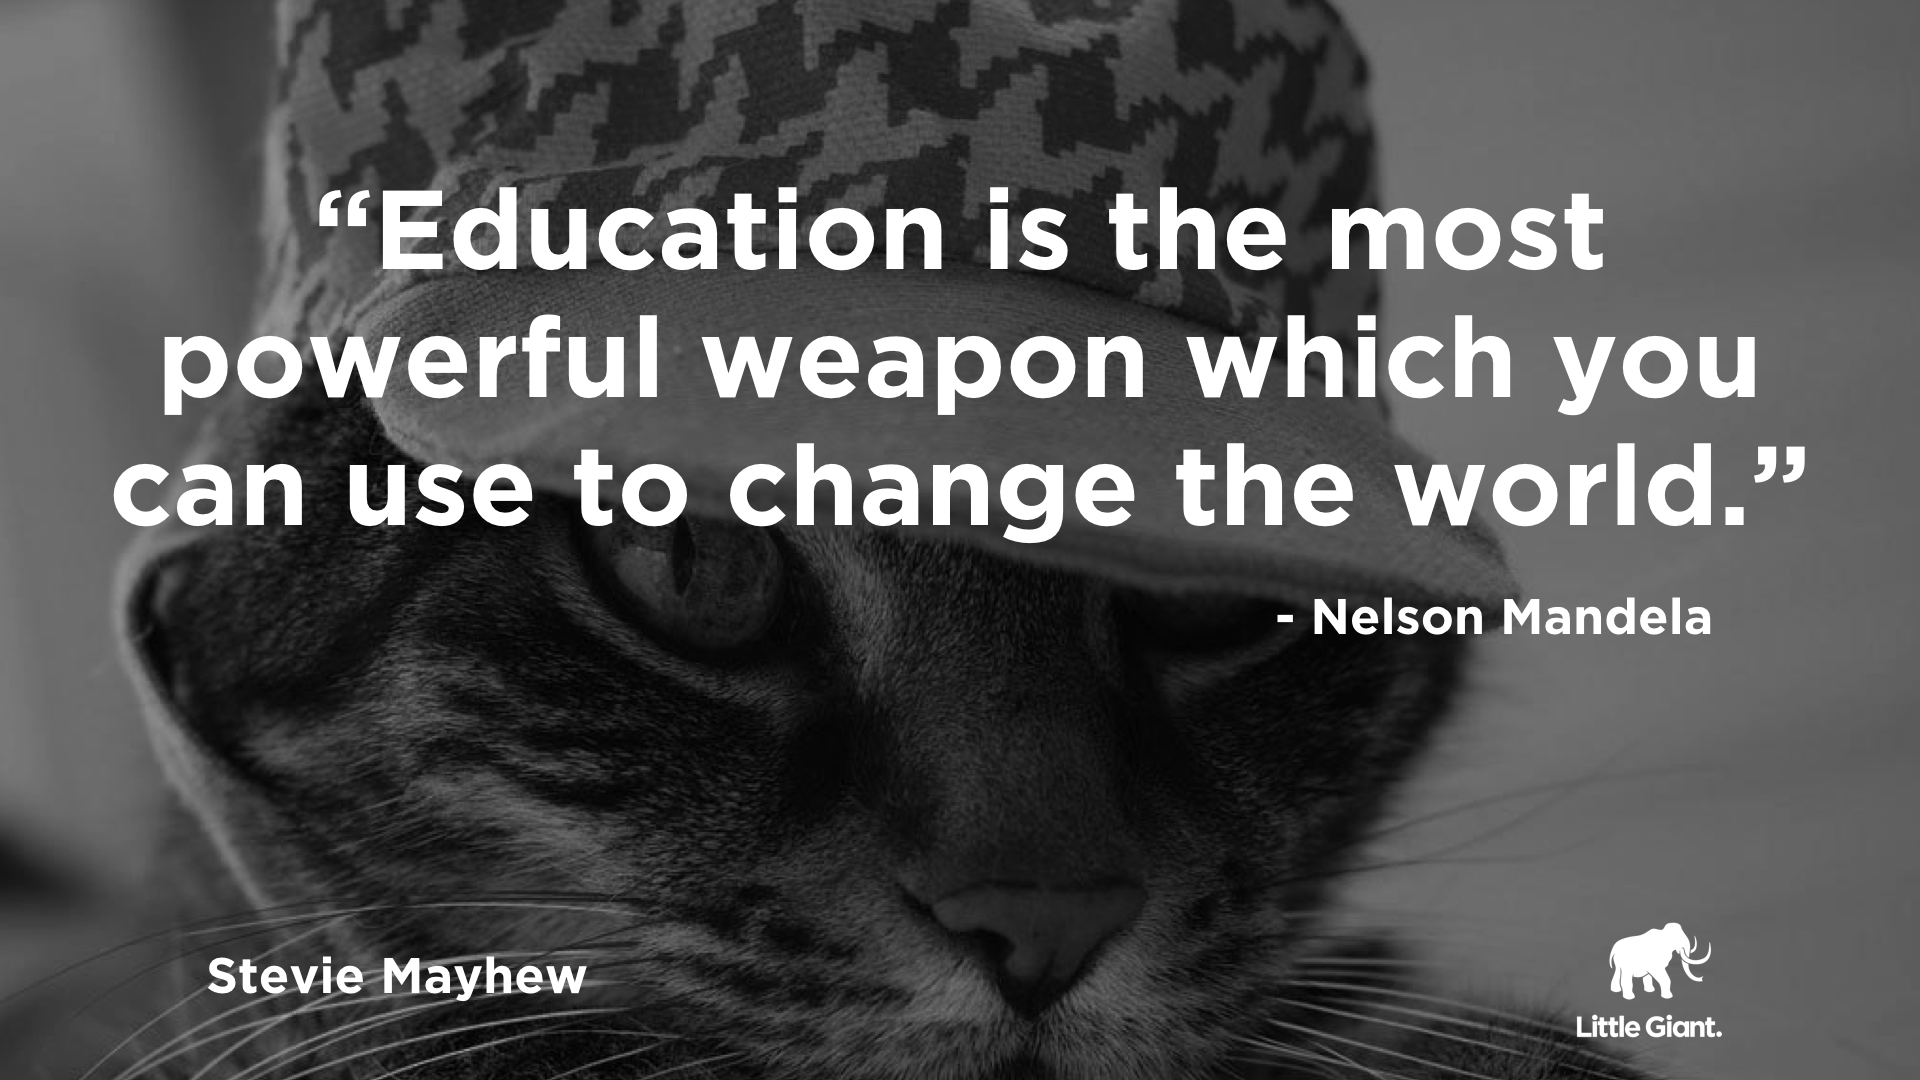 “Education is the most
powerful weapon which you
can use to change the world.”
- Nelson Mandela
Stevie Mayhew
Little Giant.